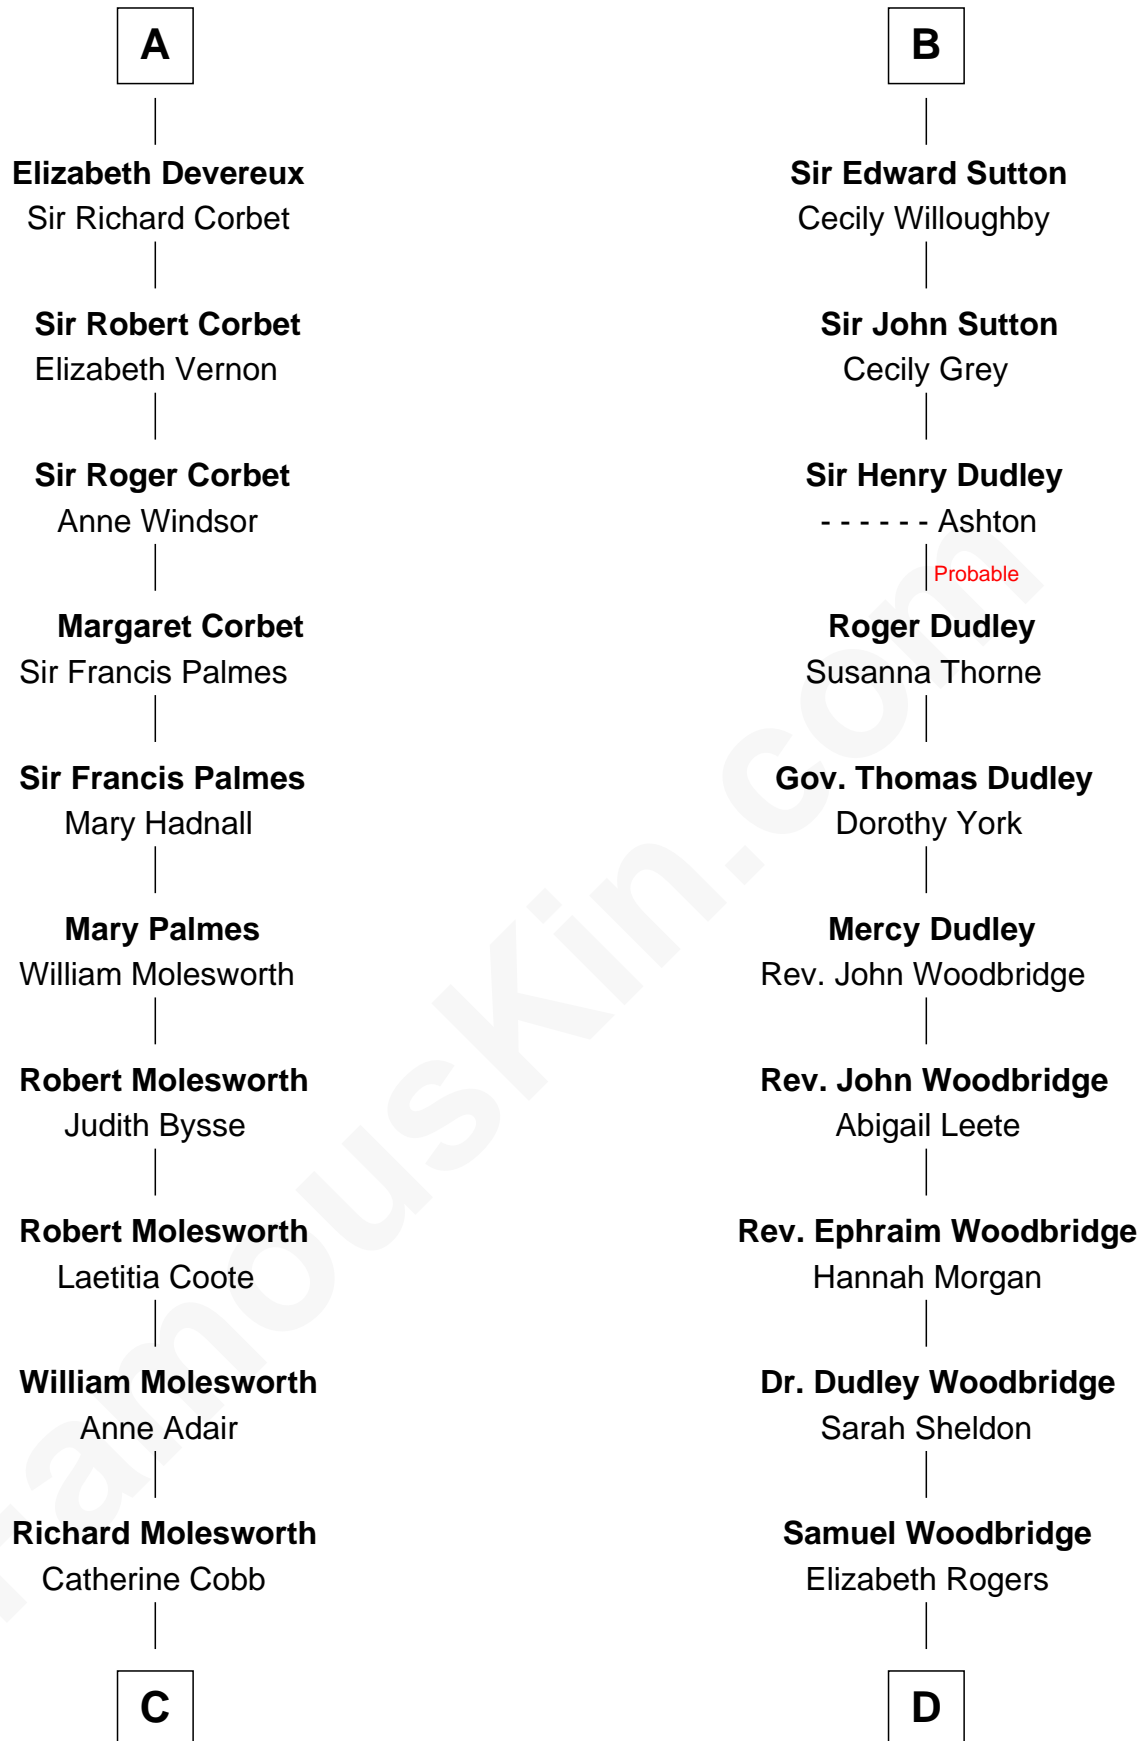 A
Elizabeth Devereux
Sir Richard Corbet
Sir Robert Corbet
Elizabeth Vernon
Sir Roger Corbet
Anne Windsor
Margaret Corbet
Sir Francis Palmes
Sir Francis Palmes
Mary Hadnall
Mary Palmes
William Molesworth
Robert Molesworth
Judith Bysse
Robert Molesworth
Laetitia Coote
William Molesworth
Anne Adair
Richard Molesworth
Catherine Cobb
C
B
Sir Edward Sutton
Cecily Willoughby
Sir John Sutton
Cecily Grey
Sir Henry Dudley
- - - - - - Ashton
Probable
Roger Dudley
Susanna Thorne
Gov. Thomas Dudley
Dorothy York
Mercy Dudley
Rev. John Woodbridge
Rev. John Woodbridge
Abigail Leete
Rev. Ephraim Woodbridge
Hannah Morgan
Dr. Dudley Woodbridge
Sarah Sheldon
Samuel Woodbridge
Elizabeth Rogers
D
FamousKin.com